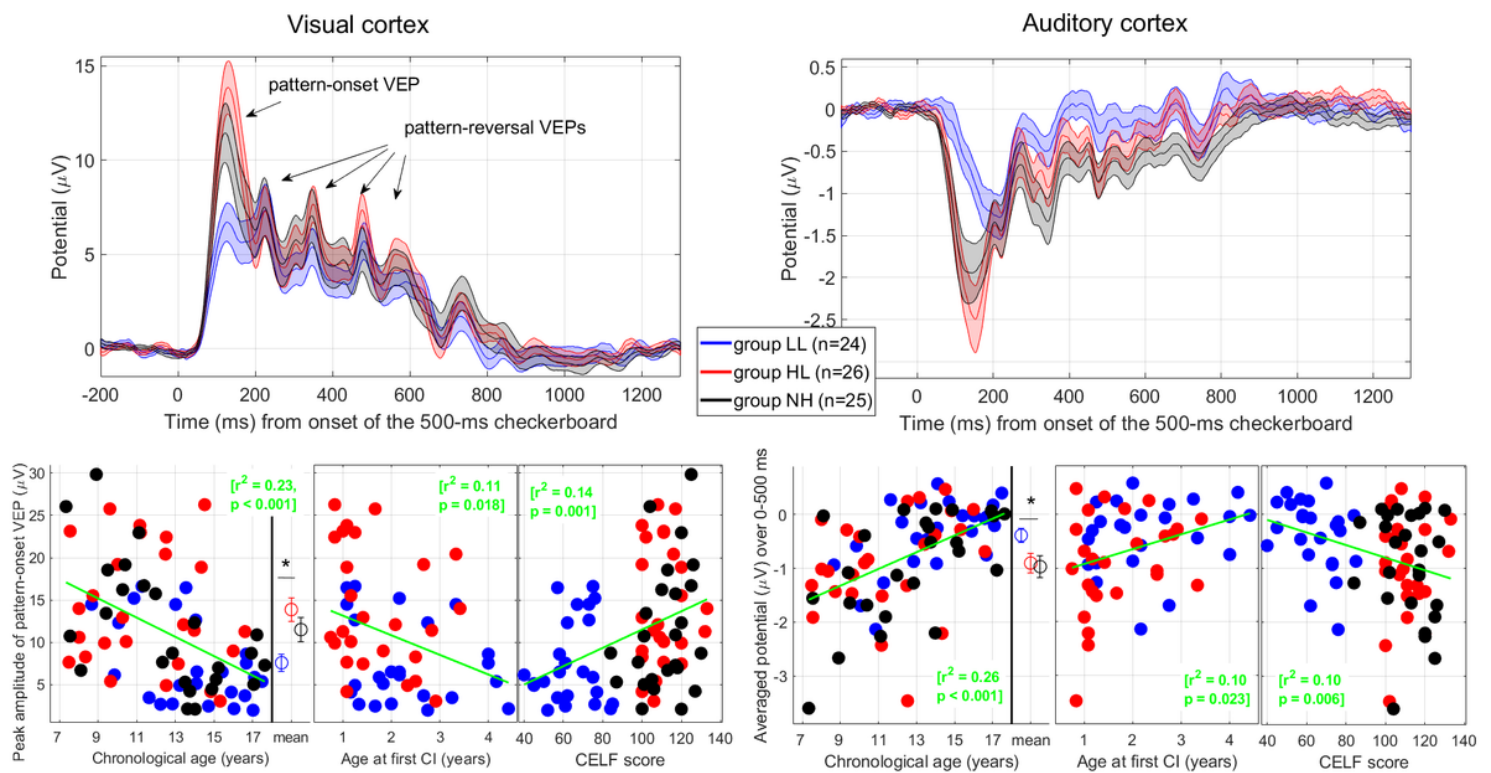 Visual cortex
Auditory cortex
15
10
5
0
Potential (μV)
pattern-onset VEP
pattern-reversal VEPs
-200 0 200 400 600 800 1000 1200
Time (ms) from onset of the 500-ms checkerboard
0.5
0
-0.5
-1
-1.5
-2
-2.5
Potential (μV)
0 200 400 600 800 1000 1200
Time (ms) from onset of the 500-ms checkerboard
group LL (n=24)
group HL (n=26)
group NH (n=25)
Peak amplitude of pattern-onset VEP (μV)
30
25
20
15
10
5
[r² = 0.23,
p < 0.001]
*
7 9 11 13 15 17 mean
Chronological age (years)
[r² = 0.11
p = 0.018]
1 2 3 4
Age at first CI (years)
[r² = 0.14
p = 0.001]
40 60 80 100 120 140
CELF score
Averaged potential (μV) over 0-500 ms
0
-1
-2
-3
*
[r² = 0.26
p < 0.001]
7 9 11 13 15 17 mean
Chronological age (years)
[r² = 0.10
p = 0.023]
1 2 3 4
Age at first CI (years)
[r² = 0.10
p = 0.006]
40 60 80 100 120 140
CELF score